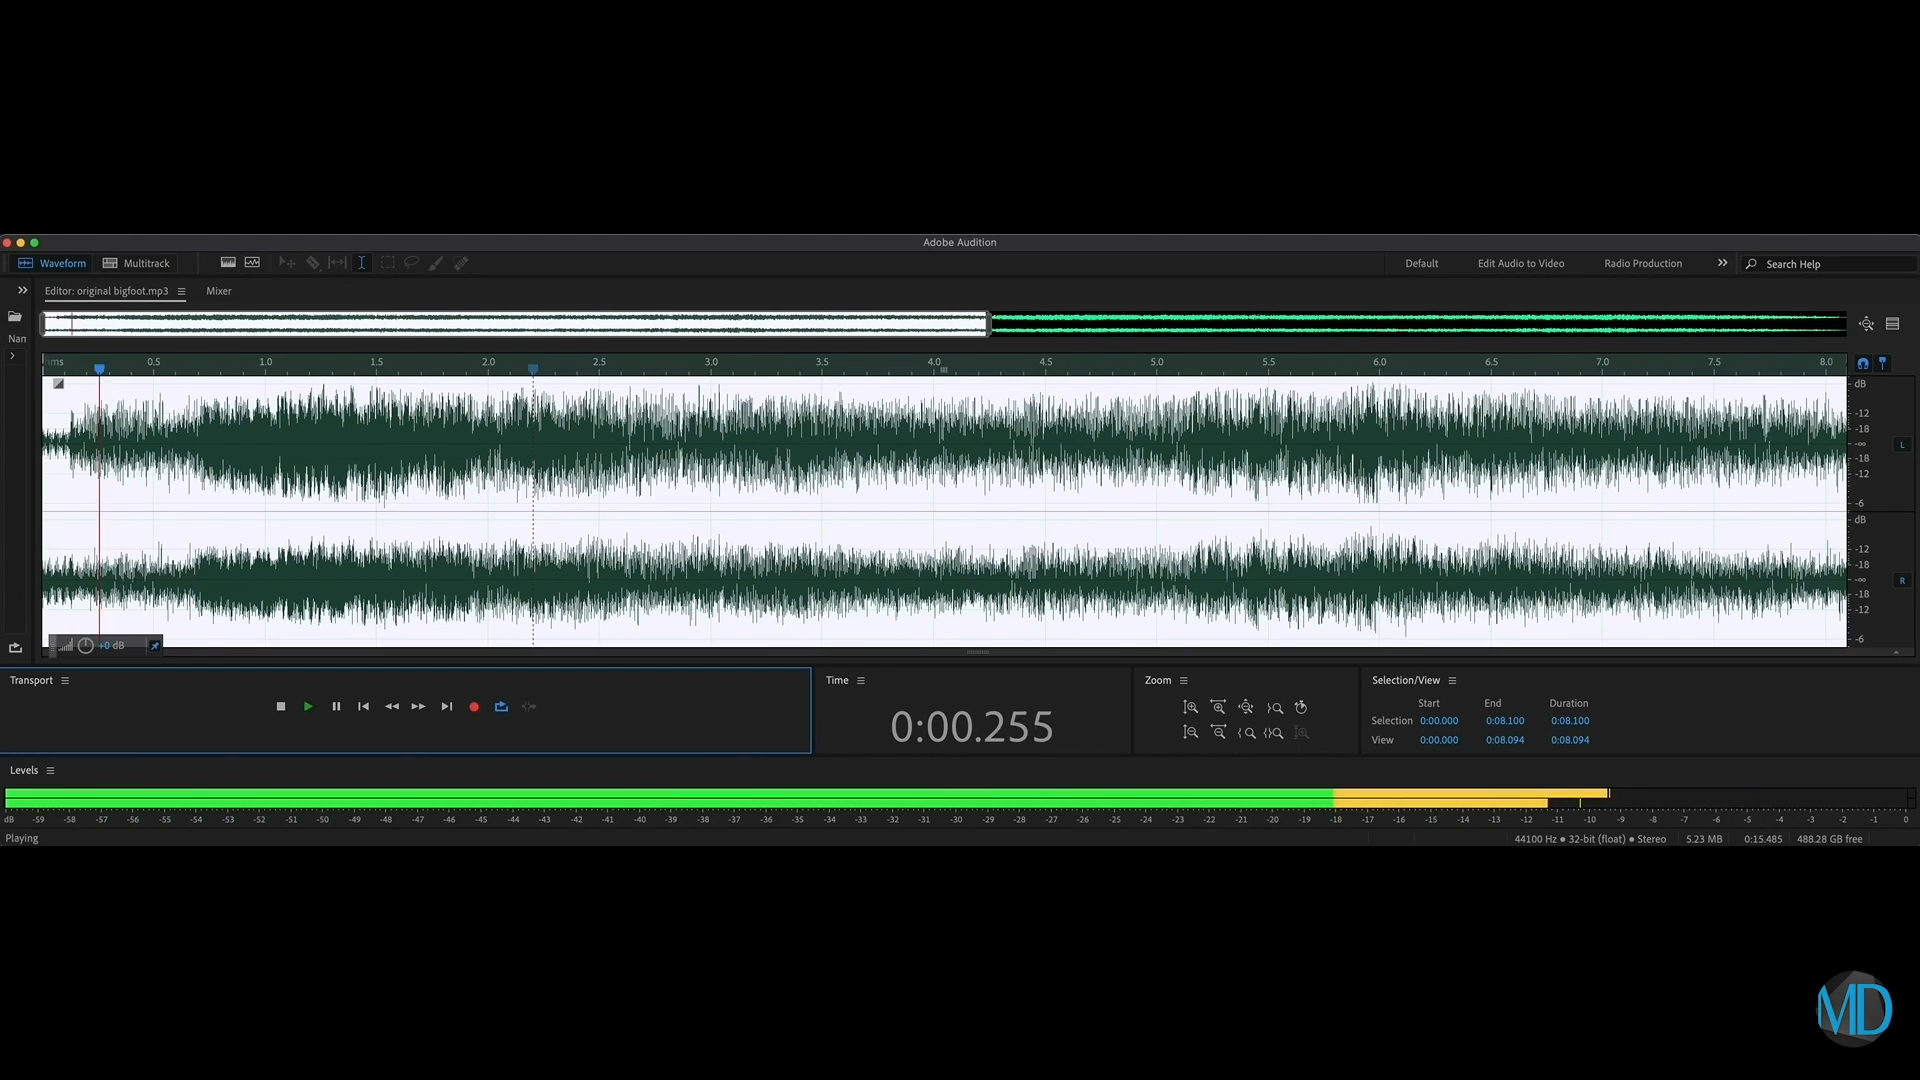 Adobe Audition
Waveform Multitrack Default Edit Audio to Video Radio Production Search Help
Editor: original bigfoot.mp3 Mixer
Nan
hms 0.5 1.0 1.5 2.0 2.5 3.0 3.5 4.0 4.5 5.0 5.5 6.0 6.5 7.0 7.5 8.0
dB
-12
-18
-∞
-18
-12
-6
L
dB
-12
-18
-∞
-18
-12
-6
R
+0 dB
Transport Time Zoom Selection/View
Start End Duration
Selection 0:00.000 0:08.100 0:08.100
View 0:00.000 0:08.094 0:08.094
0:00.255
Levels
dB -59 -58 -57 -56 -55 -54 -53 -52 -51 -50 -49 -48 -47 -46 -45 -44 -43 -42 -41 -40 -39 -38 -37 -36 -35 -34 -33 -32 -31 -30 -29 -28 -27 -26 -25 -24 -23 -22 -21 -20 -19 -18 -17 -16 -15 -14 -13 -12 -11 -10 -9 -8 -7 -6 -5 -4 -3 -2 -1 0
Playing 44100 Hz ● 32-bit (float) ● Stereo 5.23 MB 0:15.485 488.28 GB free
MD